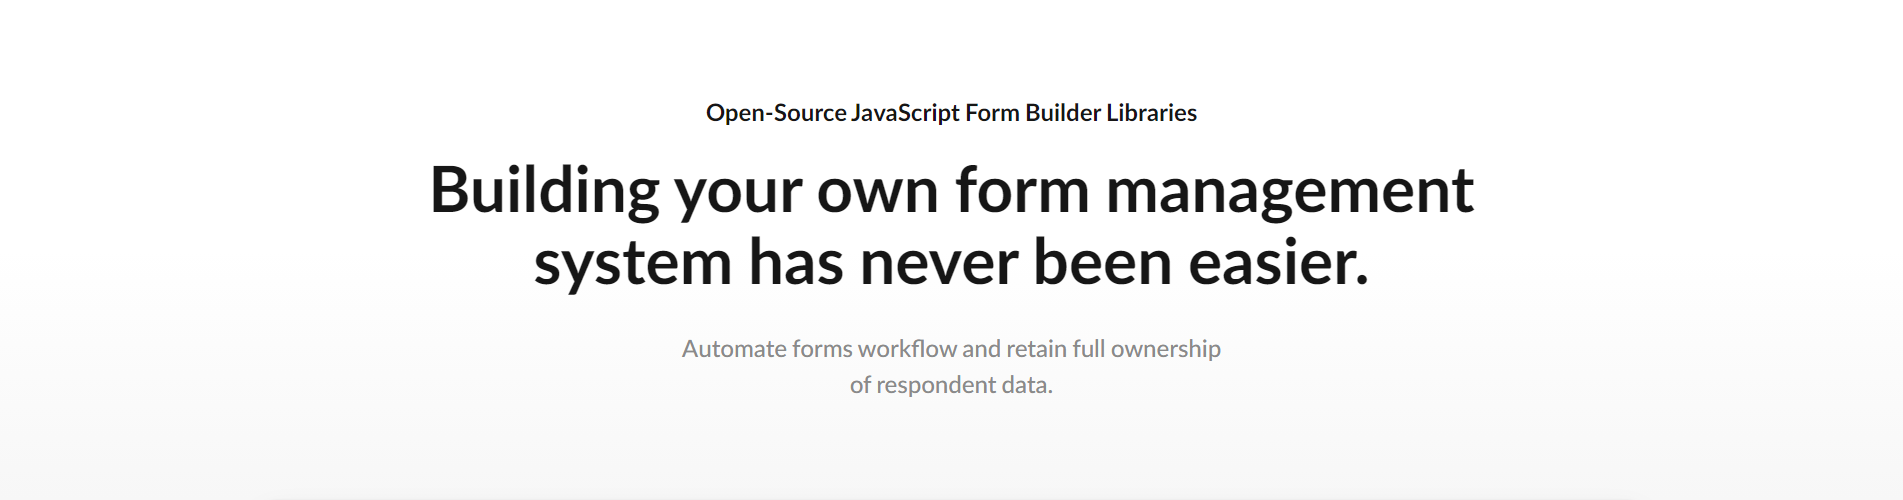 Open-Source JavaScript Form Builder Libraries
Building your own form management
system has never been easier.
Automate forms workflow and retain full ownership
of respondent data.